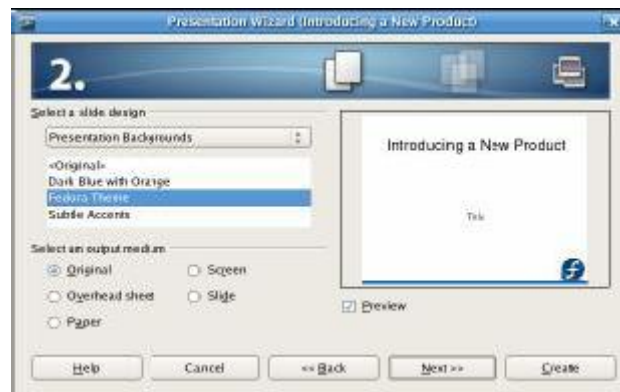 Presentation Wizard (Introducing a New Product)
2.
Select a slide design
Presentation Backgrounds
<Original>
Dark Blue with Orange
Fedora Theme
Subtle Accents
Introducing a New Product
Title
Select an output medium
Original
Screen
Overhead sheet
Slide
Paper
Preview
Help
Cancel
<< Back
Next >>
Create